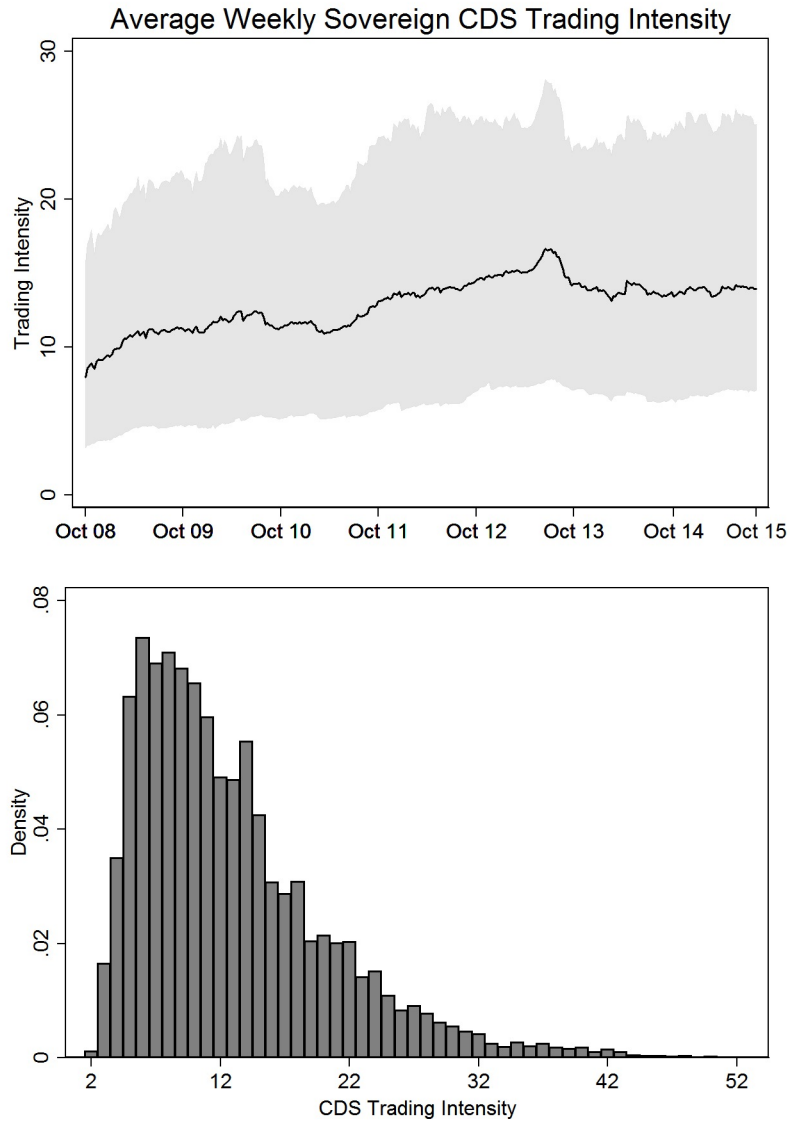 Average Weekly Sovereign CDS Trading Intensity
30
20
10
0
Trading Intensity
Oct 08 Oct 09 Oct 10 Oct 11 Oct 12 Oct 13 Oct 14 Oct 15
.08
.06
.04
.02
0
Density
2 12 22 32 42 52
CDS Trading Intensity